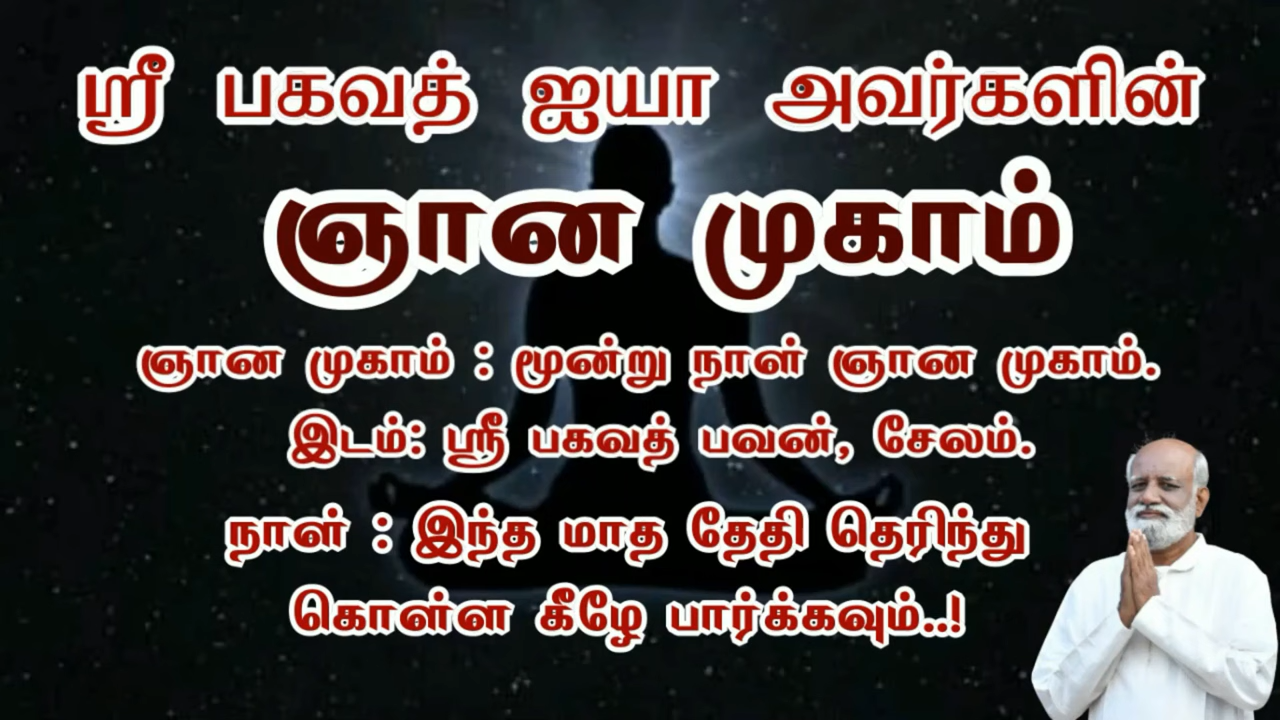 ஸ்ரீ பகவத் ஐயா அவர்களின்
ஞான முகாம்
ஞான முகாம் : மூன்று நாள் ஞான முகாம்.
இடம்: ஸ்ரீ பகவத் பவன், சேலம்.
நாள் : இந்த மாத தேதி தெரிந்து
கொள்ள கீழே பார்க்கவும்..!